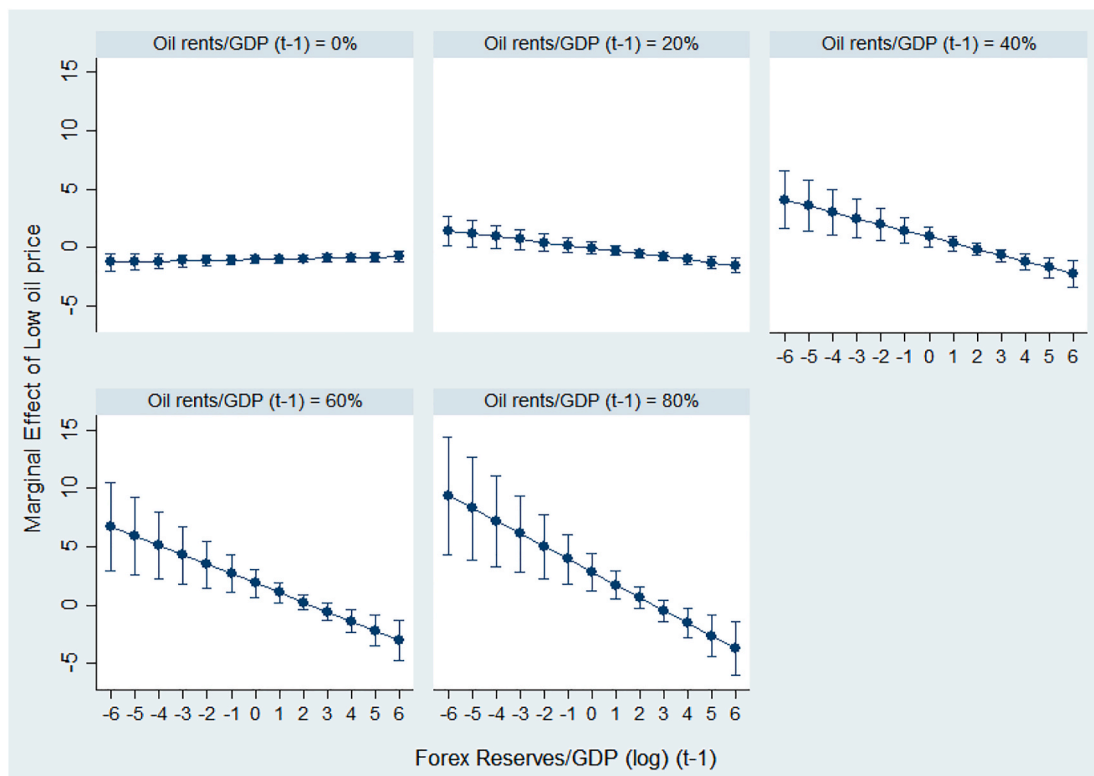 Oil rents/GDP (t-1) = 0%
Oil rents/GDP (t-1) = 20%
Oil rents/GDP (t-1) = 40%
15
10
5
0
-5
-6 -5 -4 -3 -2 -1 0 1 2 3 4 5 6
Oil rents/GDP (t-1) = 60%
Oil rents/GDP (t-1) = 80%
15
10
5
0
-5
-6 -5 -4 -3 -2 -1 0 1 2 3 4 5 6
-6 -5 -4 -3 -2 -1 0 1 2 3 4 5 6
Marginal Effect of Low oil price
Forex Reserves/GDP (log) (t-1)